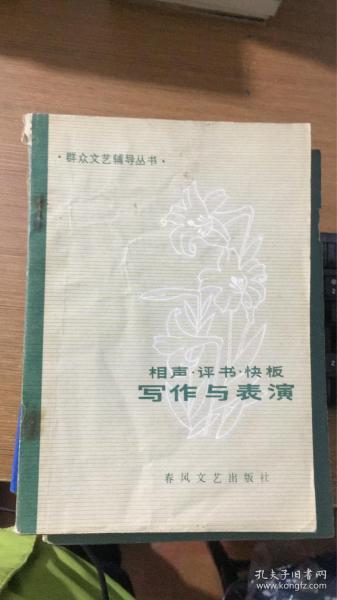 ·群众文艺辅导丛书·
相声·评书·快板
写作与表演
春风文艺出版社
孔夫子旧书网
www.kongfz.com